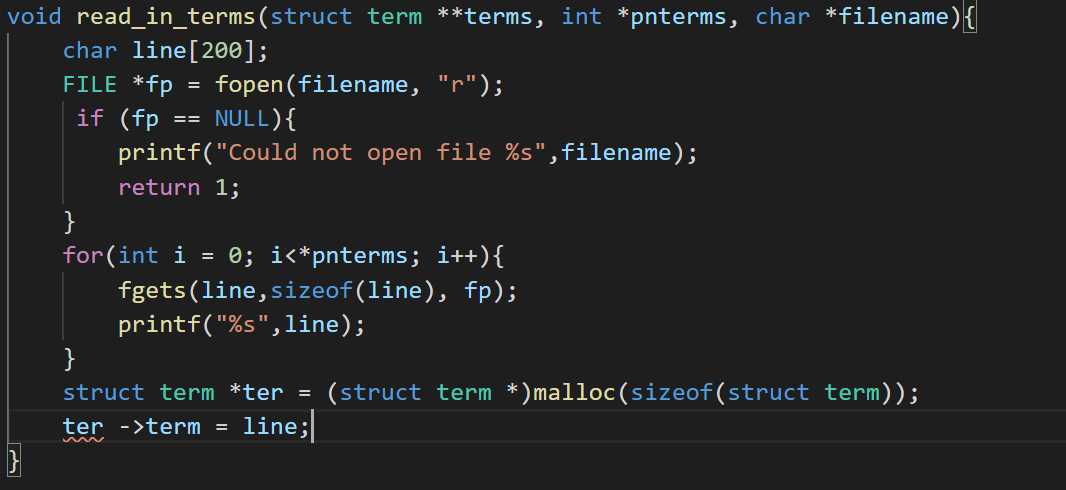 void read_in_terms(struct term **terms, int *pnterms, char *filename){
    char line[200];
    FILE *fp = fopen(filename, "r");
     if (fp == NULL){
        printf("Could not open file %s",filename);
        return 1;
    }
    for(int i = 0; i<*pnterms; i++){
        fgets(line,sizeof(line), fp);
        printf("%s",line);
    }
    struct term *ter = (struct term *)malloc(sizeof(struct term));
    ter ->term = line;
}